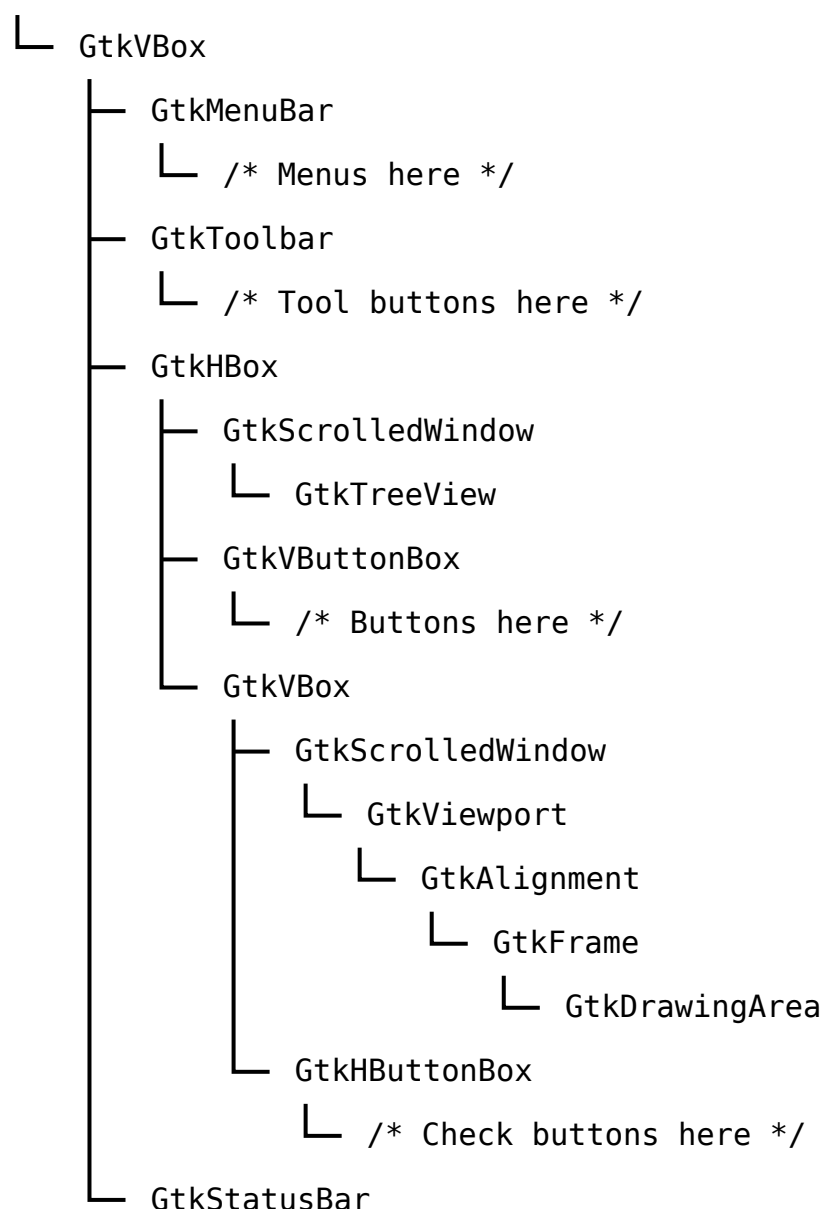 GtkVBox
GtkMenuBar
/* Menus here */
GtkToolbar
/* Tool buttons here */
GtkHBox
GtkScrolledWindow
GtkTreeView
GtkVButtonBox
/* Buttons here */
GtkVBox
GtkScrolledWindow
GtkViewport
GtkAlignment
GtkFrame
GtkDrawingArea
GtkHButtonBox
/* Check buttons here */
GtkStatusBar